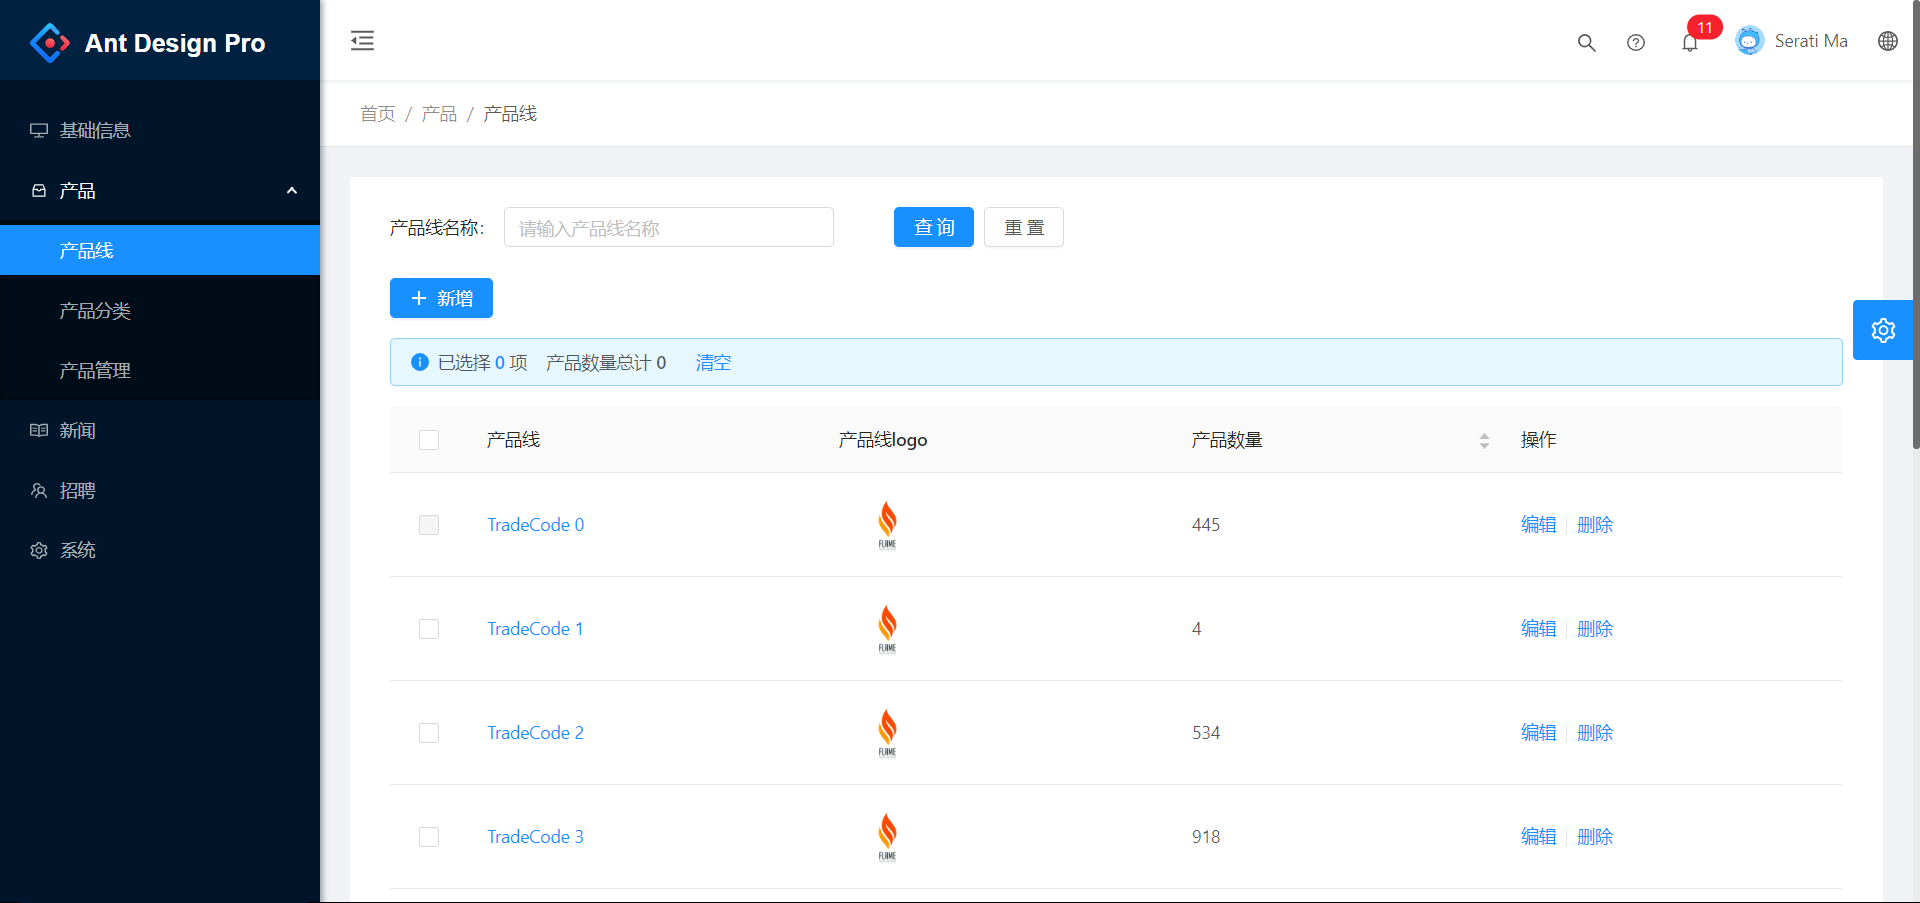 Ant Design Pro
11
Serati Ma
基础信息
产品
产品线
产品分类
产品管理
新闻
招聘
系统
首页 / 产品 / 产品线
产品线名称: 请输入产品线名称 查 询 重 置
+ 新增
已选择 0 项 产品数量总计 0 清空
产品线 产品线logo 产品数量 操作
TradeCode 0 FLAME 445 编辑 删除
TradeCode 1 FLAME 4 编辑 删除
TradeCode 2 FLAME 534 编辑 删除
TradeCode 3 FLAME 918 编辑 删除